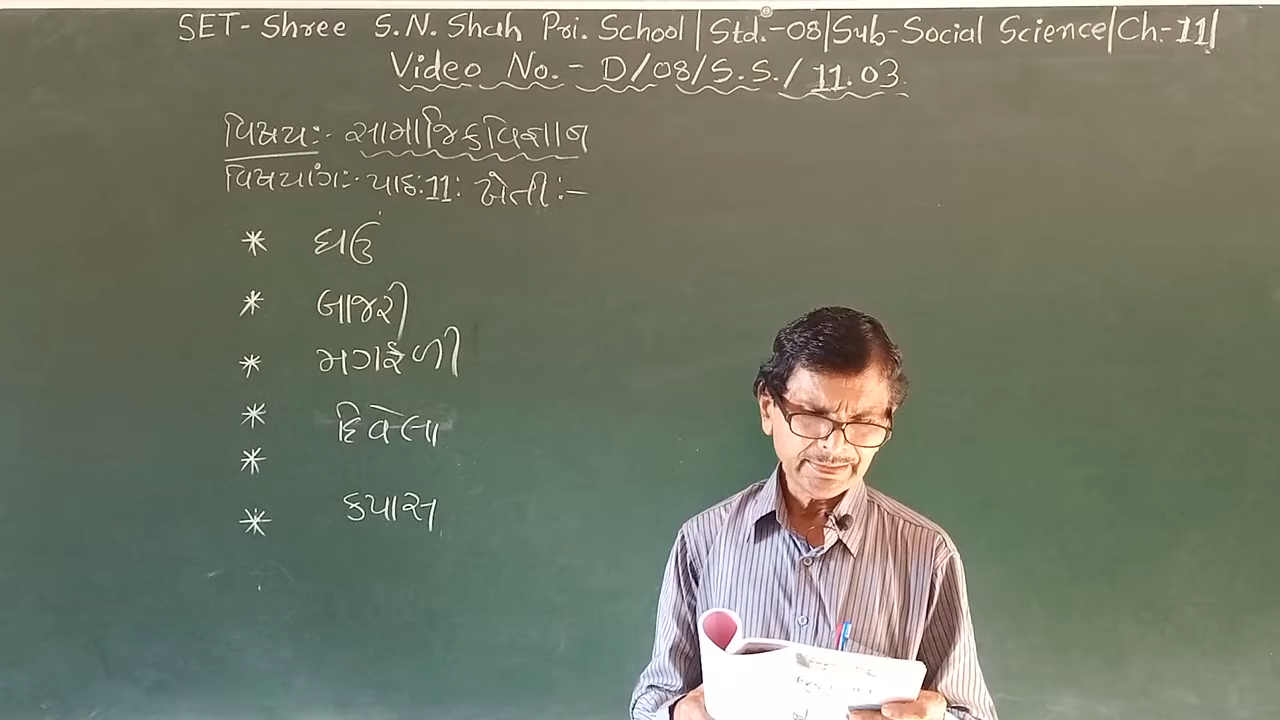 SET- Shree S.N. Shah Pri. School | Std.-08 | Sub-Social Science | Ch.-11 |
Video No. - D/08/S.S./11.03.
વિષય:- સામાજિક વિજ્ઞાન
વિષયાંગ:- પાઠ:11: ખેતી:-
* ઘઉં
* બાજરી
* મગફળી
* દિવેલા
*
* કપાસ